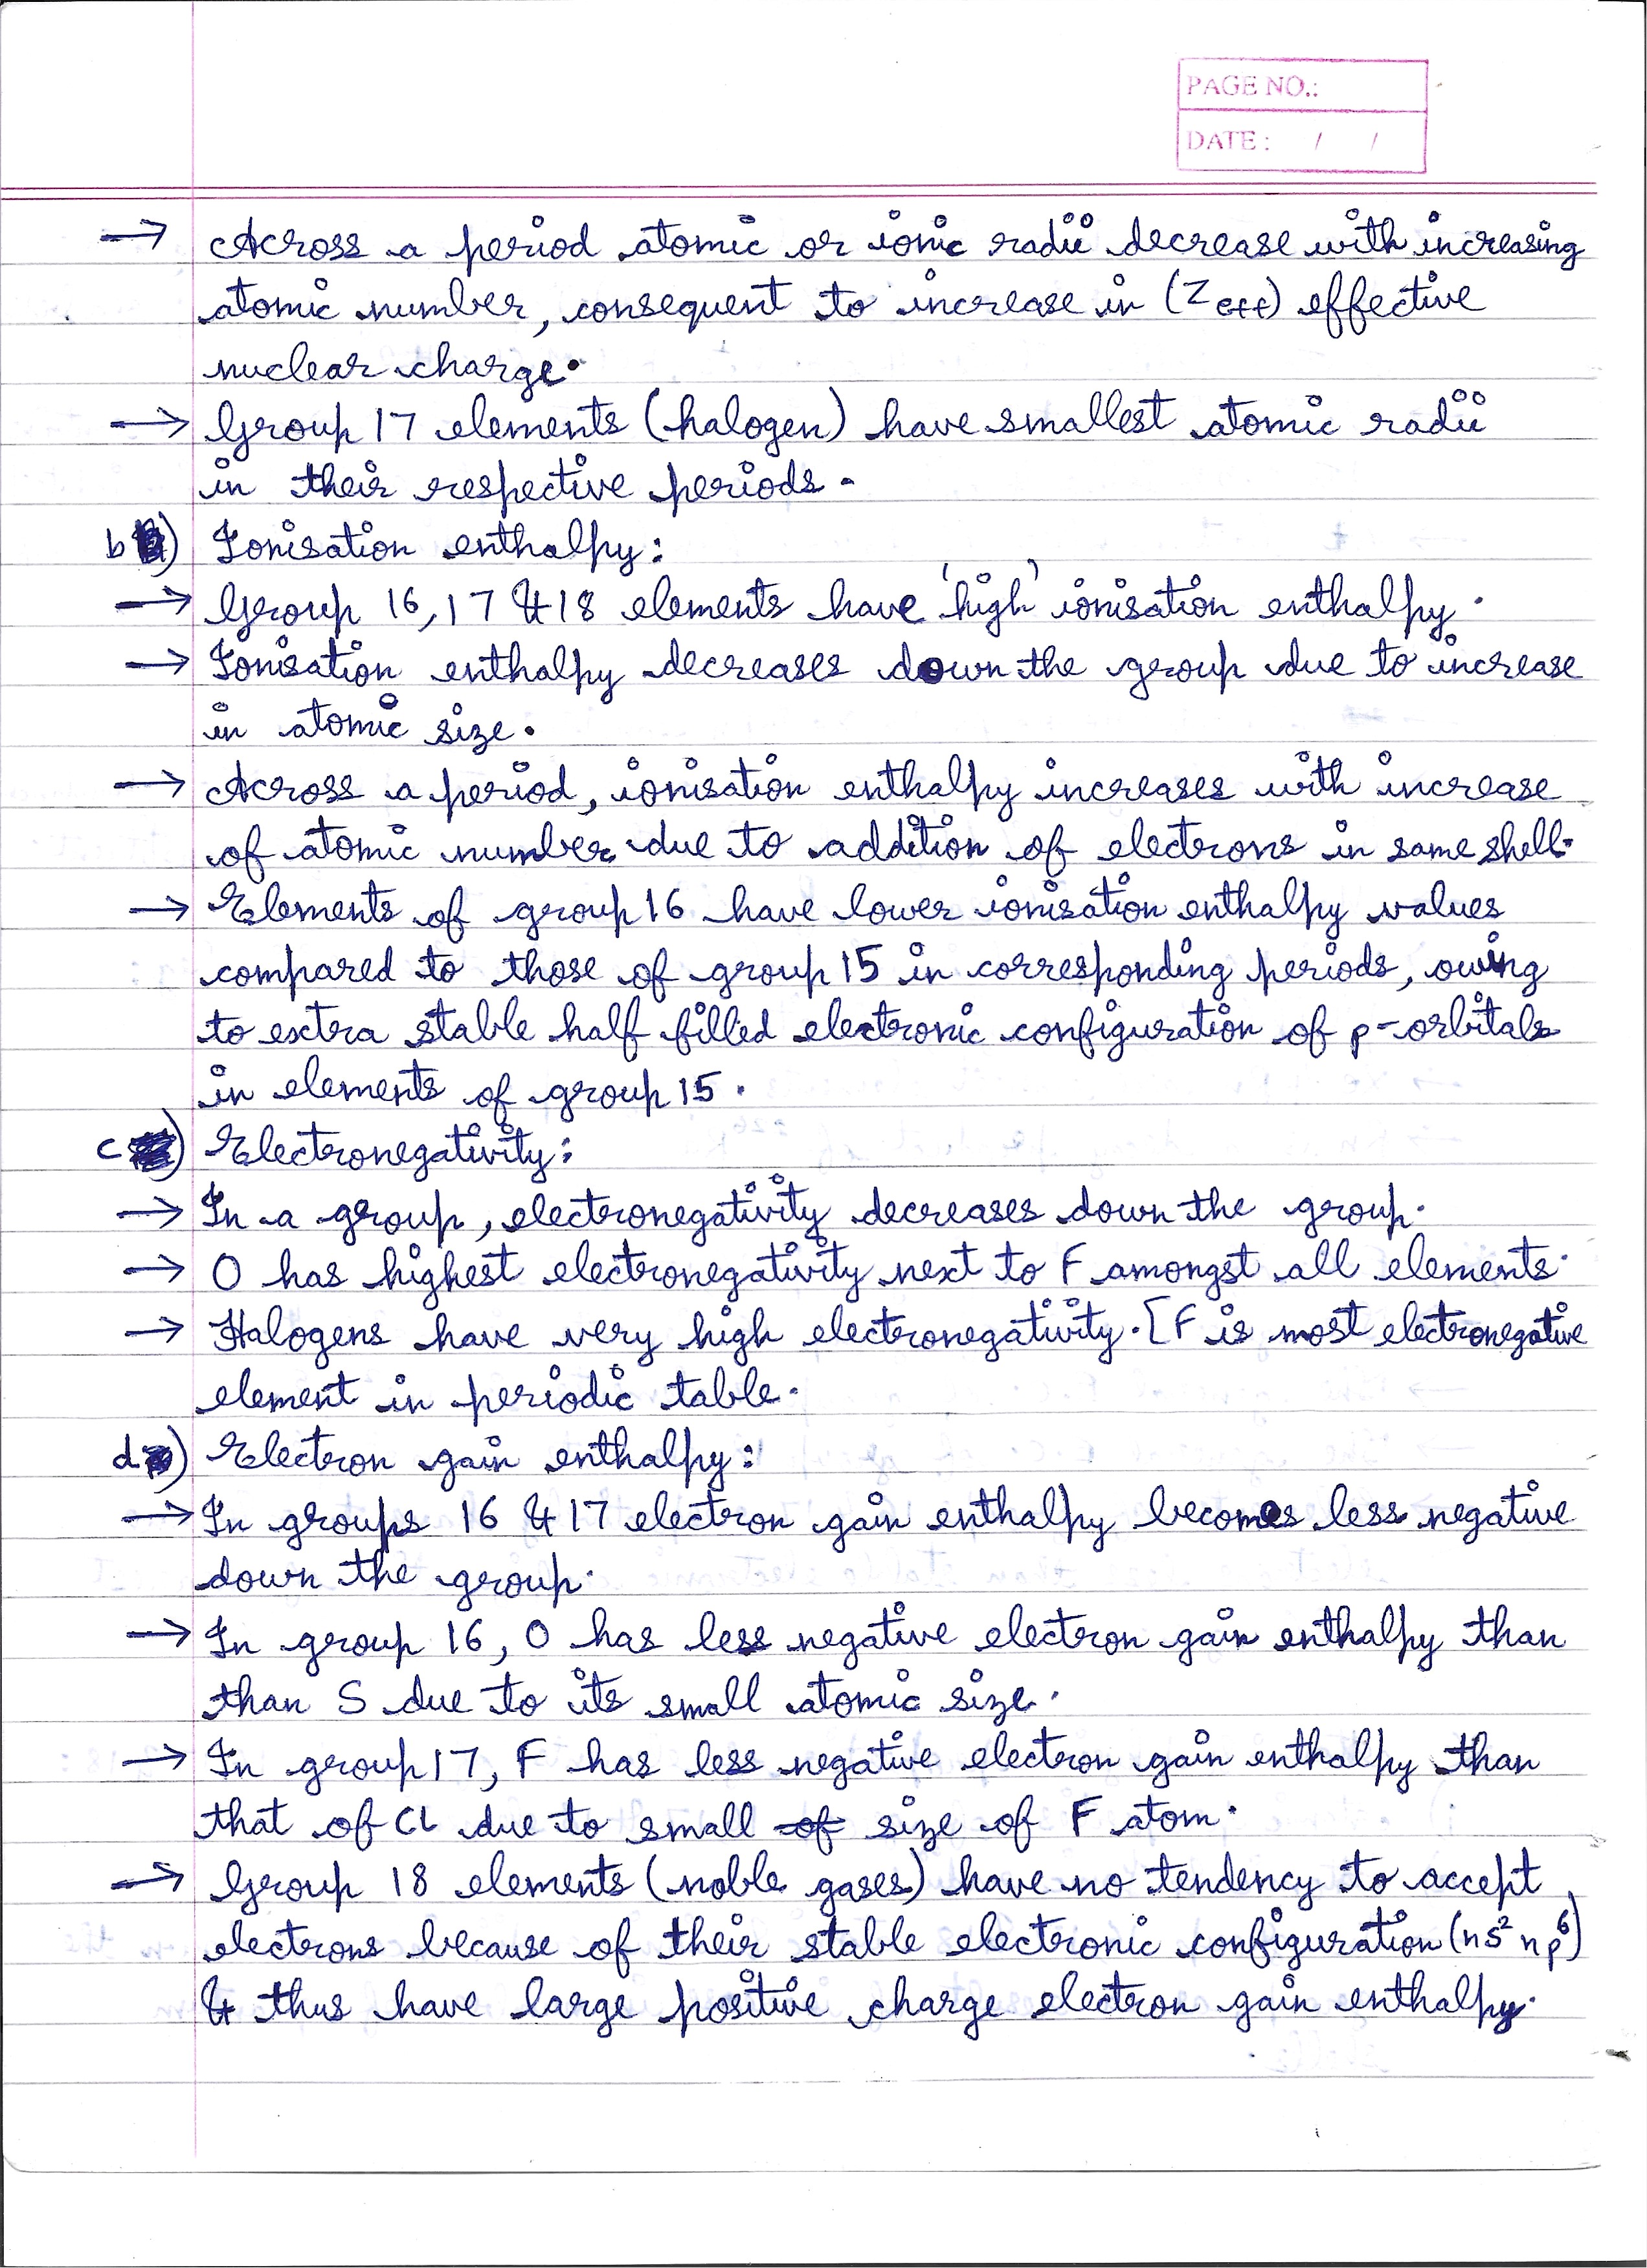 PAGE NO.:
DATE : / /
→ Across a period atomic or ionic radii decrease with increasing
atomic number, consequent to increase in (Zeff) effective
nuclear charge.
→ Group 17 elements (halogen) have smallest atomic radii
in their respective periods.
b) Ionisation enthalpy:
→ Group 16, 17 & 18 elements have 'high' ionisation enthalpy.
→ Ionisation enthalpy decreases down the group due to increase
in atomic size.
→ Across a period, ionisation enthalpy increases with increase
of atomic number due to addition of electrons in same shell.
→ Elements of group 16 have lower ionisation enthalpy values
compared to those of group 15 in corresponding periods, owing
to extra stable half filled electronic configuration of p-orbitals
in elements of group 15.
c) Electronegativity:
→ In a group, electronegativity decreases down the group.
→ O has highest electronegativity next to F amongst all elements.
→ Halogens have very high electronegativity. [F is most electronegative
element in periodic table.
d) Electron gain enthalpy:
→ In groups 16 & 17 electron gain enthalpy becomes less negative
down the group.
→ In group 16, O has less negative electron gain enthalpy than
than S due to its small atomic size.
→ In group 17, F has less negative electron gain enthalpy than
that of Cl due to small of size of F atom.
→ Group 18 elements (noble gases) have no tendency to accept
electrons because of their stable electronic configuration (ns² np⁶)
& thus have large positive charge electron gain enthalpy.